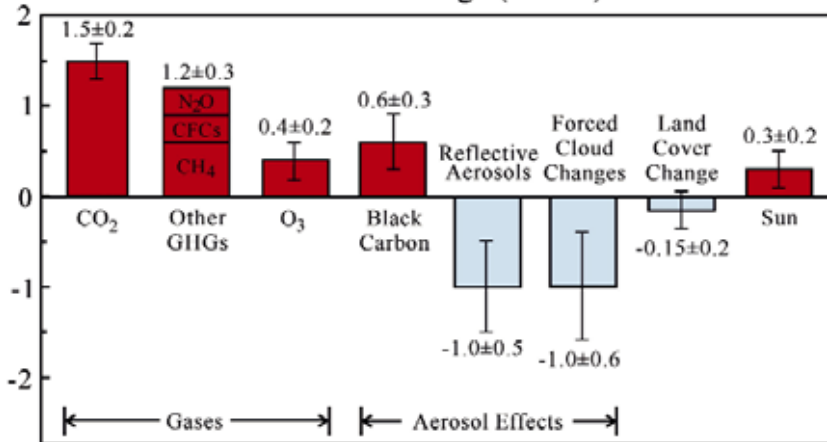 2
1.5±0.2
1.2±0.3
N₂O
CFCs
CH₄
1
0.4±0.2
0.6±0.3
Reflective
Aerosols
Forced
Cloud
Changes
Land
Cover
Change
0.3±0.2
0
CO₂
Other
GHGs
O₃
Black
Carbon
Sun
-0.15±0.2
-1
-1.0±0.5
-1.0±0.6
-2
Gases
Aerosol Effects